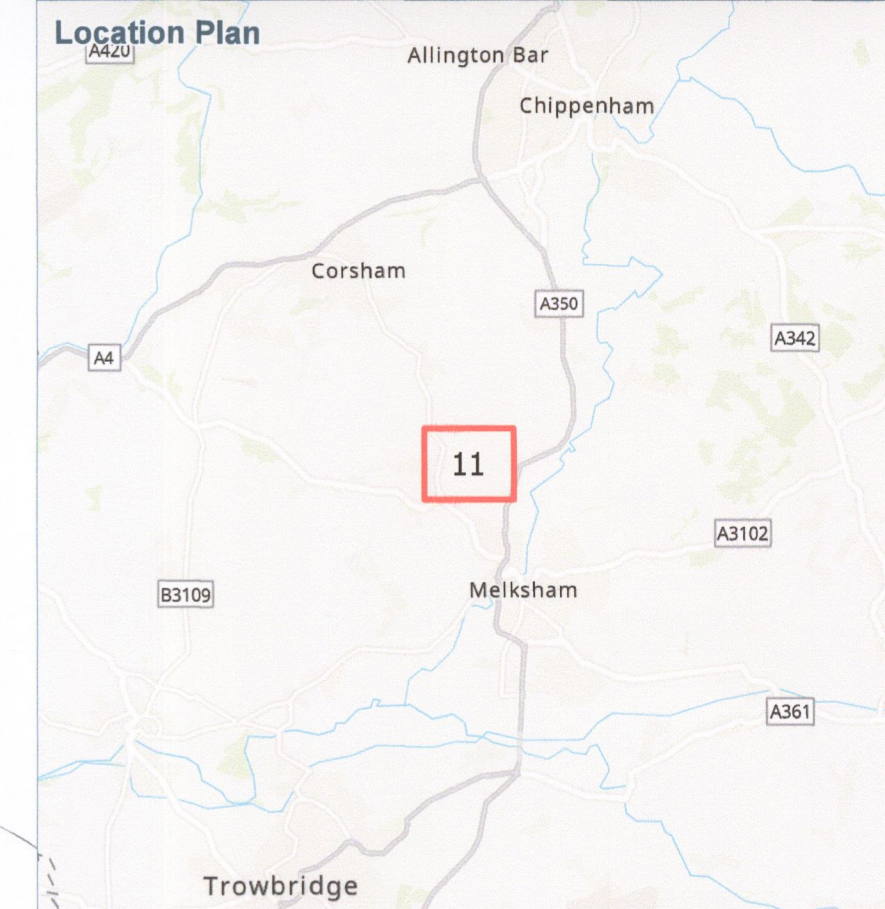 Location Plan
A420
Allington Bar
Chippenham
Corsham
A350
A342
A4
11
A3102
Melksham
B3109
A361
Trowbridge